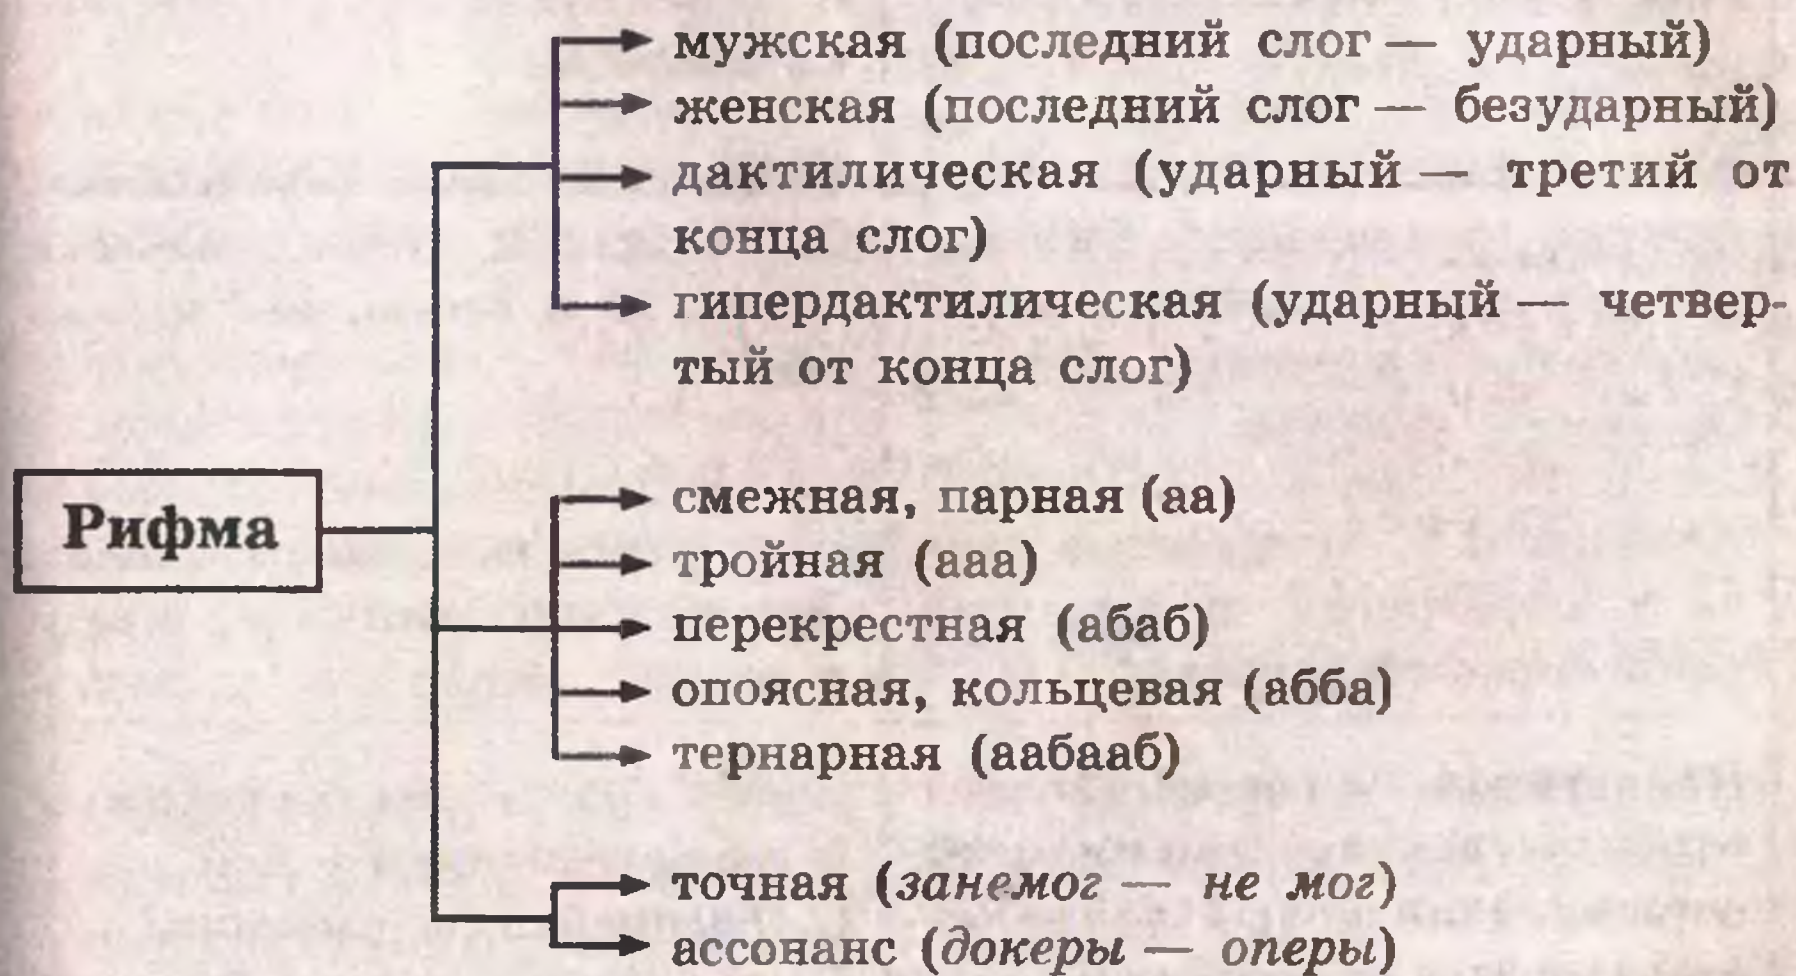 мужская (последний слог — ударный)
женская (последний слог — безударный)
дактилическая (ударный — третий от
конца слог)
гипердактилическая (ударный — четвер-
тый от конца слог)
Рифма
смежная, парная (аа)
тройная (ааа)
перекрестная (абаб)
опоясная, кольцевая (абба)
тернарная (аабааб)
точная (занемог — не мог)
ассонанс (докеры — оперы)